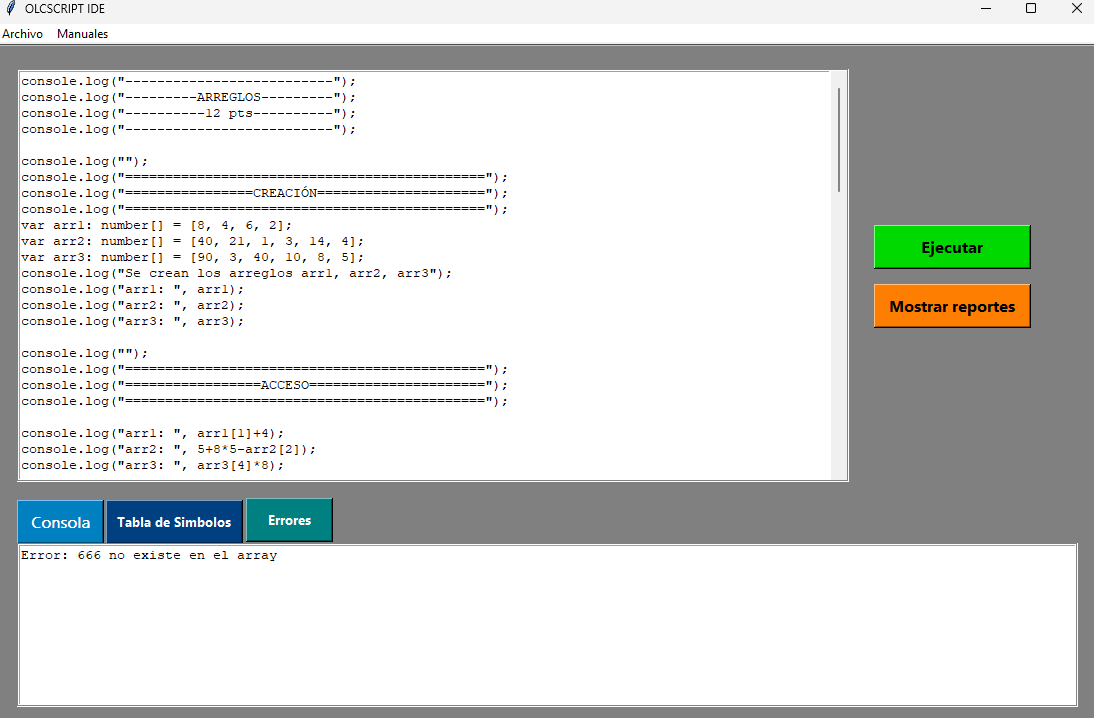 OLCSCRIPT IDE
Archivo Manuales
console.log("--------------------------");
console.log("---------ARREGLOS---------");
console.log("----------12 pts----------");
console.log("--------------------------");
console.log("");
console.log("=============================================");
console.log("================CREACIÓN=====================");
console.log("=============================================");
var arr1: number[] = [8, 4, 6, 2];
var arr2: number[] = [40, 21, 1, 3, 14, 4];
var arr3: number[] = [90, 3, 40, 10, 8, 5];
console.log("Se crean los arreglos arr1, arr2, arr3");
console.log("arr1: ", arr1);
console.log("arr2: ", arr2);
console.log("arr3: ", arr3);
console.log("");
console.log("=============================================");
console.log("=================ACCESO======================");
console.log("=============================================");
console.log("arr1: ", arr1[1]+4);
console.log("arr2: ", 5+8*5-arr2[2]);
console.log("arr3: ", arr3[4]*8);
Ejecutar
Mostrar reportes
Consola Tabla de Simbolos Errores
Error: 666 no existe en el array